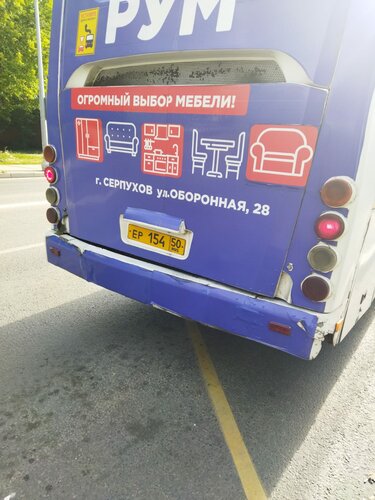 РУМ
ОГРОМНЫЙ ВЫБОР МЕБЕЛИ!
г. СЕРПУХОВ ул.ОБОРОННАЯ, 28
ЕР 154 50